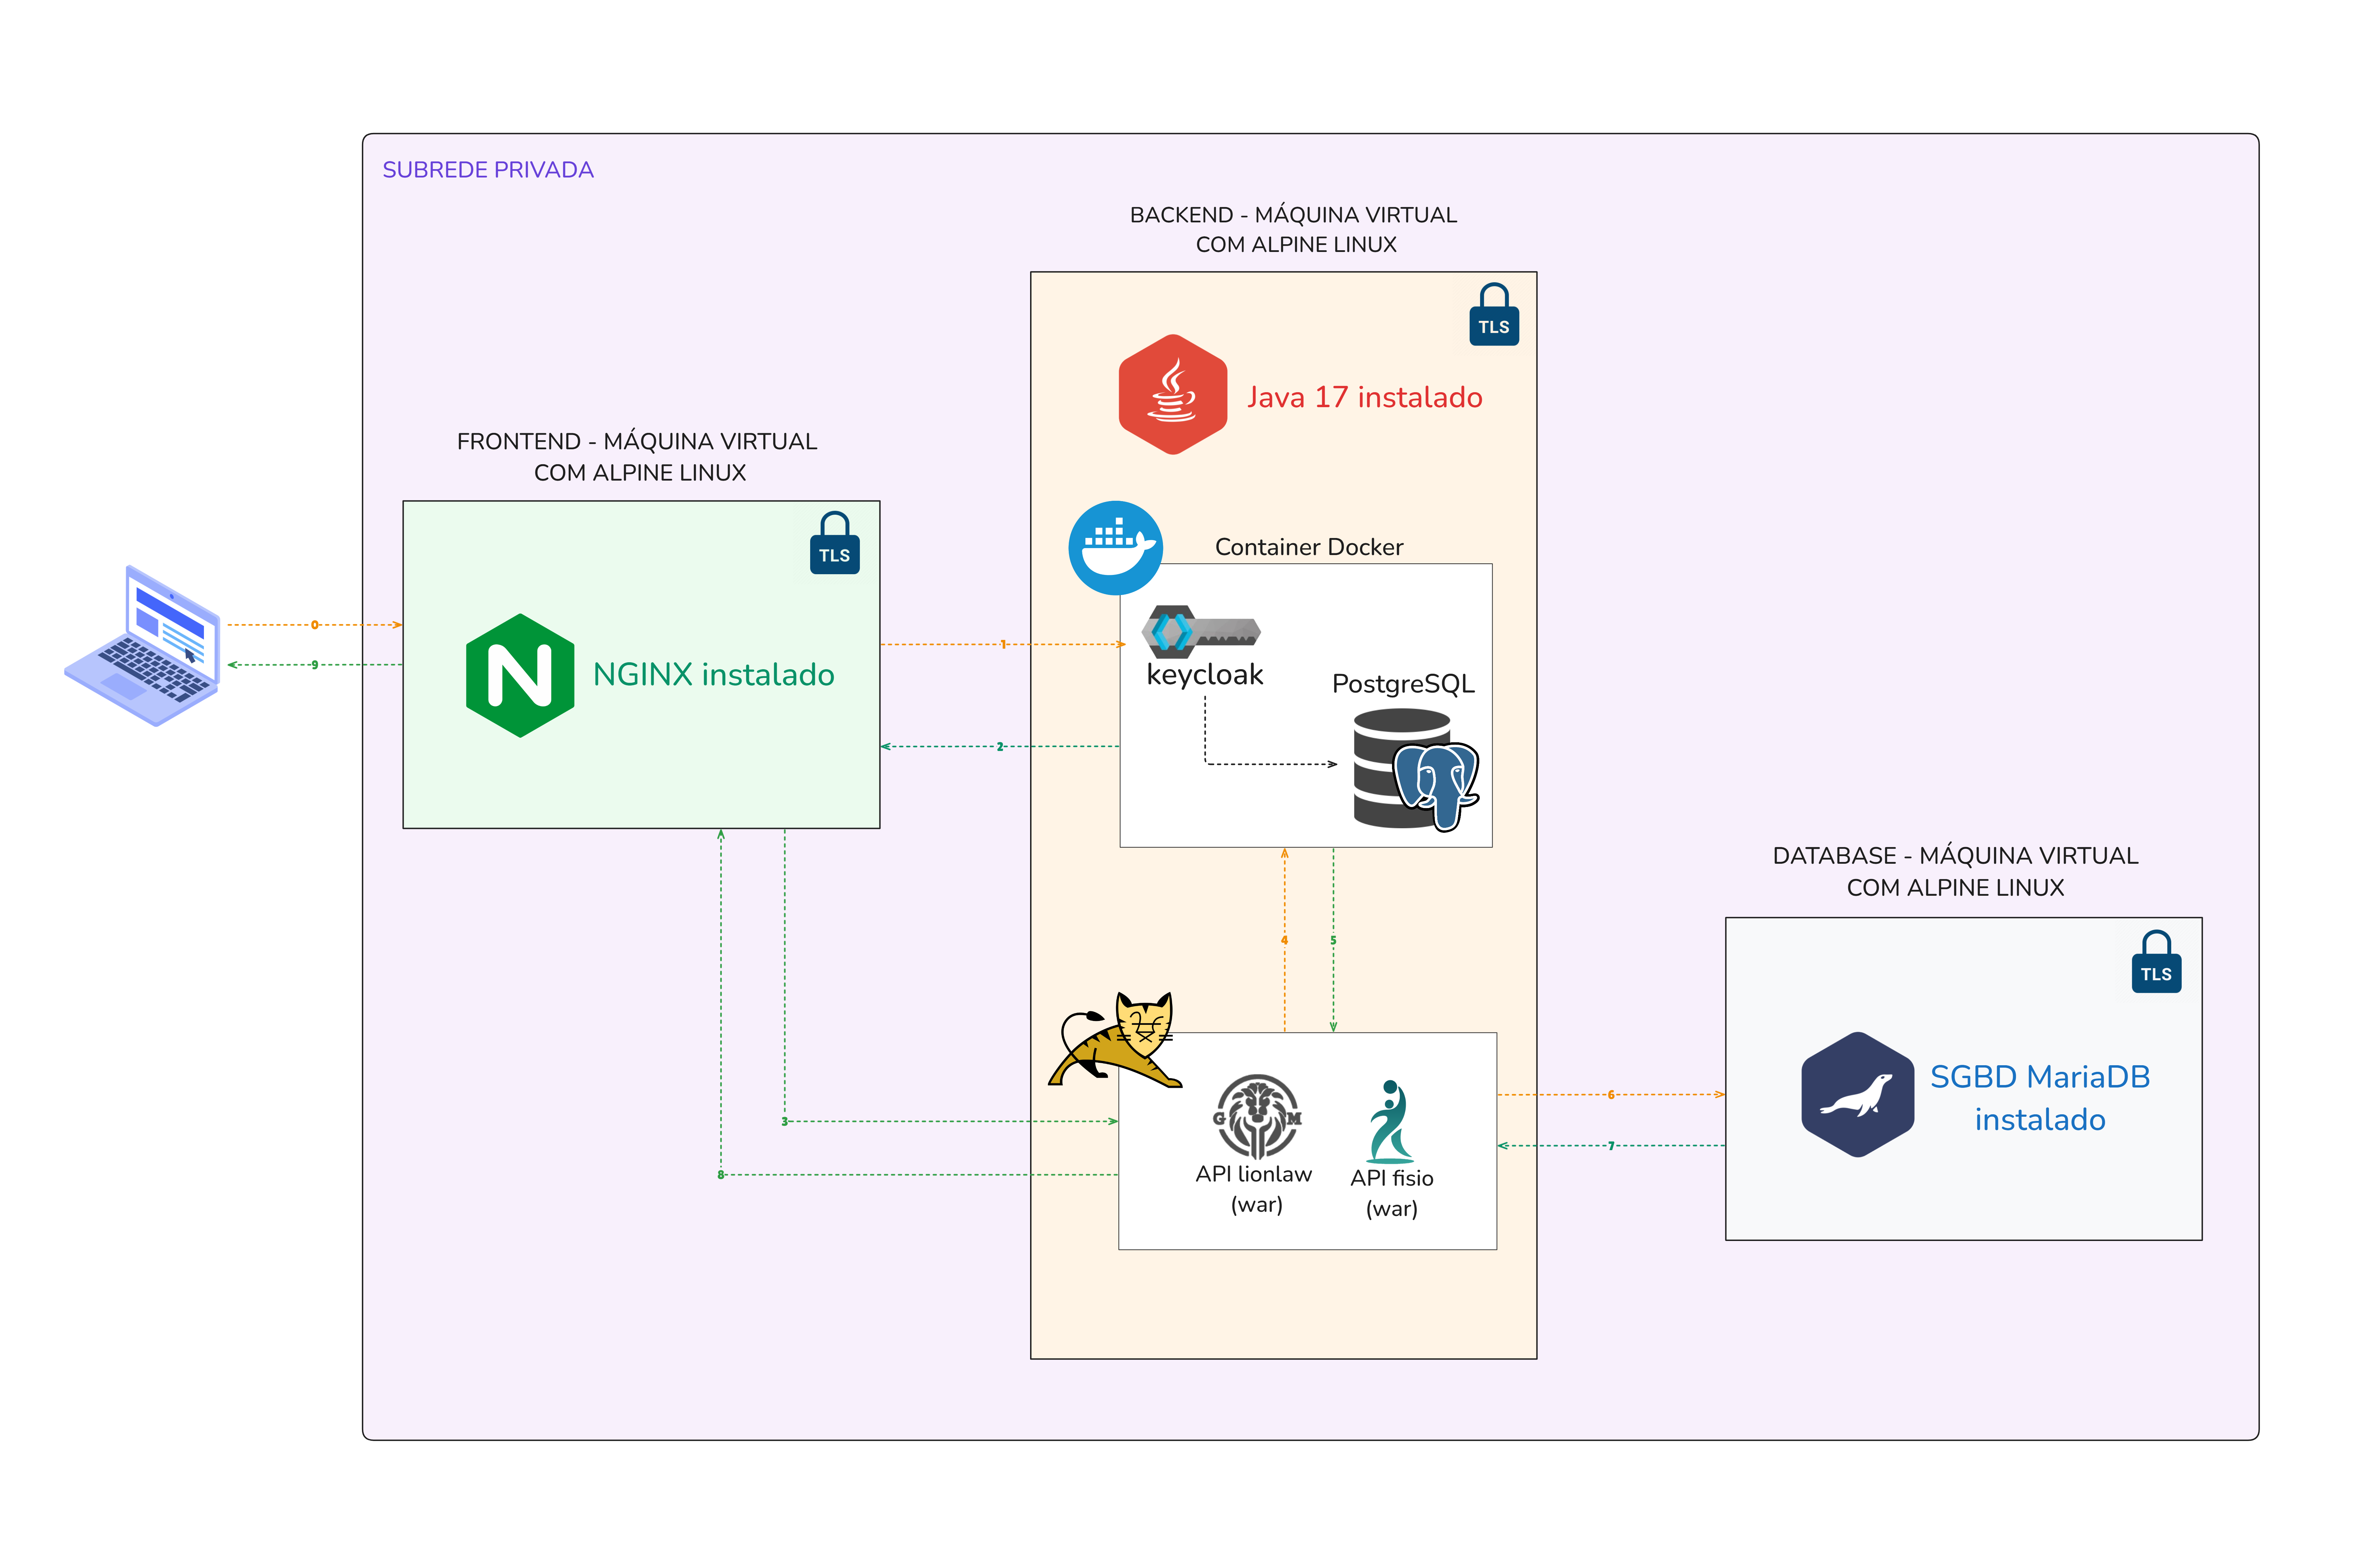 SUBREDE PRIVADA
BACKEND - MÁQUINA VIRTUAL
COM ALPINE LINUX
TLS
Java 17 instalado
FRONTEND - MÁQUINA VIRTUAL
COM ALPINE LINUX
TLS
NGINX instalado
Container Docker
keycloak
PostgreSQL
0
9
1
2
DATABASE - MÁQUINA VIRTUAL
COM ALPINE LINUX
TLS
SGBD MariaDB
instalado
4
5
3
8
6
7
G M
API lionlaw
(war)
API fisio
(war)